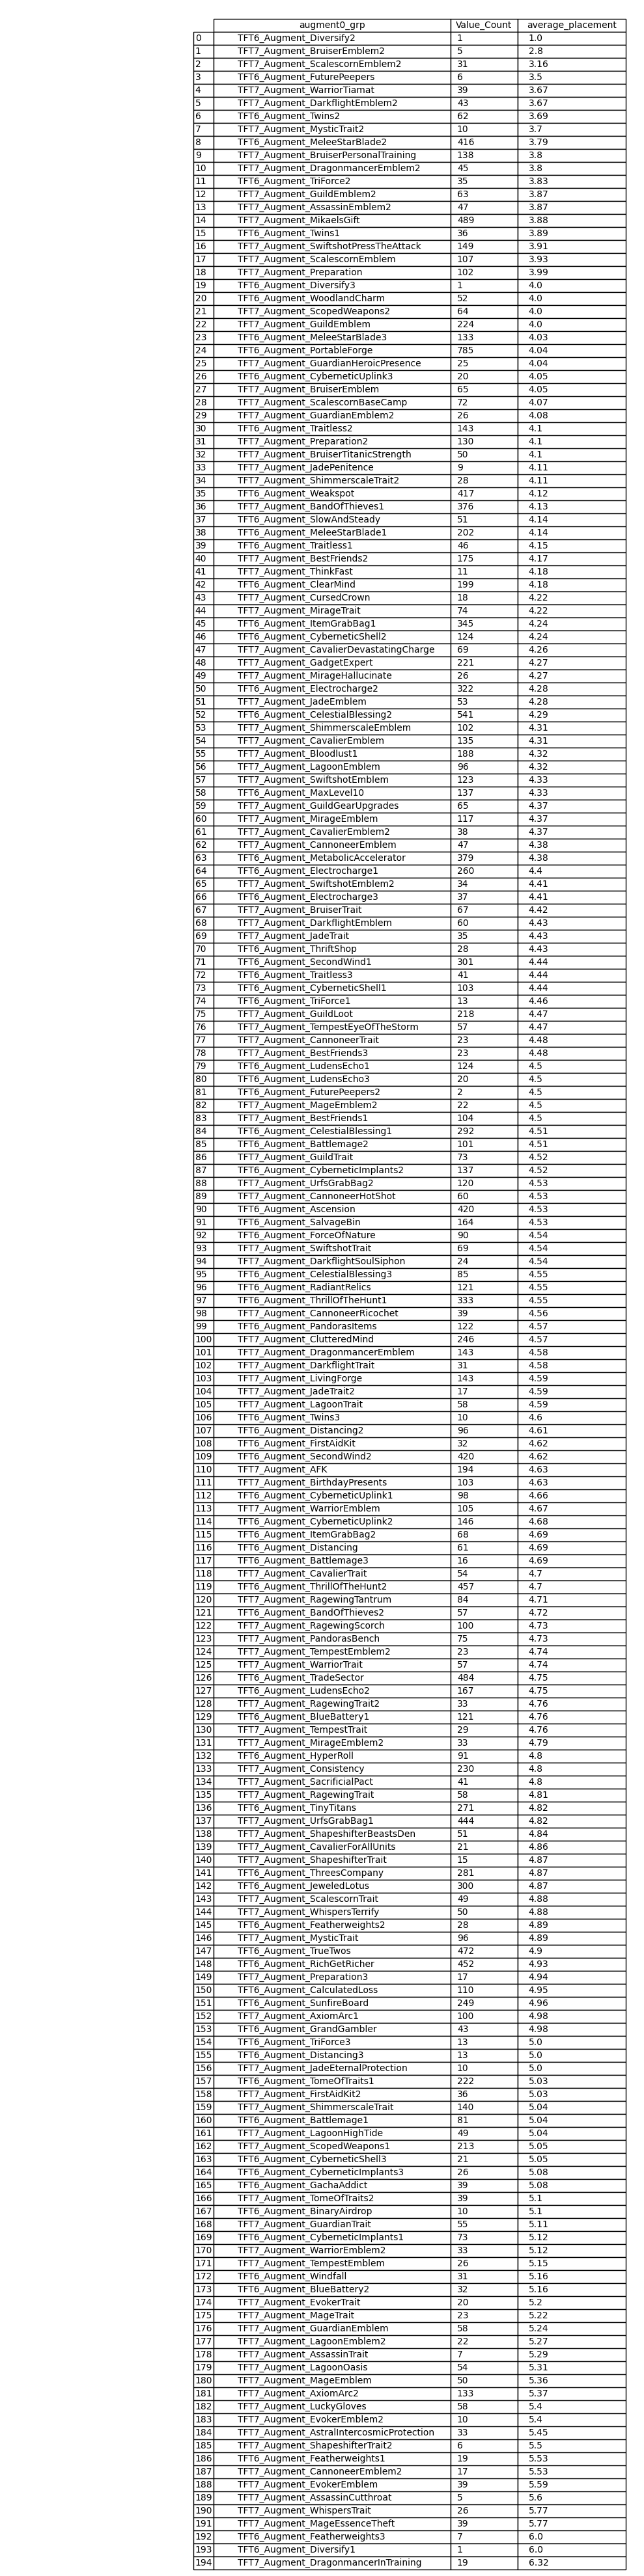 augment0_grp Value_Count average_placement
0 TFT6_Augment_Diversify2 1 1.0
1 TFT7_Augment_BruiserEmblem2 5 2.8
2 TFT7_Augment_ScalescornEmblem2 31 3.16
3 TFT6_Augment_FuturePeepers 6 3.5
4 TFT7_Augment_WarriorTiamat 39 3.67
5 TFT7_Augment_DarkflightEmblem2 43 3.67
6 TFT6_Augment_Twins2 62 3.69
7 TFT7_Augment_MysticTrait2 10 3.7
8 TFT6_Augment_MeleeStarBlade2 416 3.79
9 TFT7_Augment_BruiserPersonalTraining 138 3.8
10 TFT7_Augment_DragonmancerEmblem2 45 3.8
11 TFT6_Augment_TriForce2 35 3.83
12 TFT7_Augment_GuildEmblem2 63 3.87
13 TFT7_Augment_AssassinEmblem2 47 3.87
14 TFT7_Augment_MikaelsGift 489 3.88
15 TFT6_Augment_Twins1 36 3.89
16 TFT7_Augment_SwiftshotPressTheAttack 149 3.91
17 TFT7_Augment_ScalescornEmblem 107 3.93
18 TFT7_Augment_Preparation 102 3.99
19 TFT6_Augment_Diversify3 1 4.0
20 TFT6_Augment_WoodlandCharm 52 4.0
21 TFT7_Augment_ScopedWeapons2 64 4.0
22 TFT7_Augment_GuildEmblem 224 4.0
23 TFT6_Augment_MeleeStarBlade3 133 4.03
24 TFT6_Augment_PortableForge 785 4.04
25 TFT7_Augment_GuardianHeroicPresence 25 4.04
26 TFT6_Augment_CyberneticUplink3 20 4.05
27 TFT7_Augment_BruiserEmblem 65 4.05
28 TFT7_Augment_ScalescornBaseCamp 72 4.07
29 TFT7_Augment_GuardianEmblem2 26 4.08
30 TFT6_Augment_Traitless2 143 4.1
31 TFT7_Augment_Preparation2 130 4.1
32 TFT7_Augment_BruiserTitanicStrength 50 4.1
33 TFT7_Augment_JadePenitence 9 4.11
34 TFT7_Augment_ShimmerscaleTrait2 28 4.11
35 TFT6_Augment_Weakspot 417 4.12
36 TFT7_Augment_BandOfThieves1 376 4.13
37 TFT6_Augment_SlowAndSteady 51 4.14
38 TFT6_Augment_MeleeStarBlade1 202 4.14
39 TFT6_Augment_Traitless1 46 4.15
40 TFT7_Augment_BestFriends2 175 4.17
41 TFT7_Augment_ThinkFast 11 4.18
42 TFT6_Augment_ClearMind 199 4.18
43 TFT7_Augment_CursedCrown 18 4.22
44 TFT7_Augment_MirageTrait 74 4.22
45 TFT6_Augment_ItemGrabBag1 345 4.24
46 TFT6_Augment_CyberneticShell2 124 4.24
47 TFT7_Augment_CavalierDevastatingCharge 69 4.26
48 TFT7_Augment_GadgetExpert 221 4.27
49 TFT7_Augment_MirageHallucinate 26 4.27
50 TFT6_Augment_Electrocharge2 322 4.28
51 TFT7_Augment_JadeEmblem 53 4.28
52 TFT6_Augment_CelestialBlessing2 541 4.29
53 TFT7_Augment_ShimmerscaleEmblem 102 4.31
54 TFT7_Augment_CavalierEmblem 135 4.31
55 TFT7_Augment_Bloodlust1 188 4.32
56 TFT7_Augment_LagoonEmblem 96 4.32
57 TFT7_Augment_SwiftshotEmblem 123 4.33
58 TFT6_Augment_MaxLevel10 137 4.33
59 TFT7_Augment_GuildGearUpgrades 65 4.37
60 TFT7_Augment_MirageEmblem 117 4.37
61 TFT7_Augment_CavalierEmblem2 38 4.37
62 TFT7_Augment_CannoneerEmblem 47 4.38
63 TFT6_Augment_MetabolicAccelerator 379 4.38
64 TFT6_Augment_Electrocharge1 260 4.4
65 TFT7_Augment_SwiftshotEmblem2 34 4.41
66 TFT6_Augment_Electrocharge3 37 4.41
67 TFT7_Augment_BruiserTrait 67 4.42
68 TFT7_Augment_DarkflightEmblem 60 4.43
69 TFT7_Augment_JadeTrait 35 4.43
70 TFT6_Augment_ThriftShop 28 4.43
71 TFT6_Augment_SecondWind1 301 4.44
72 TFT6_Augment_Traitless3 41 4.44
73 TFT6_Augment_CyberneticShell1 103 4.44
74 TFT6_Augment_TriForce1 13 4.46
75 TFT7_Augment_GuildLoot 218 4.47
76 TFT7_Augment_TempestEyeOfTheStorm 57 4.47
77 TFT7_Augment_CannoneerTrait 23 4.48
78 TFT7_Augment_BestFriends3 23 4.48
79 TFT6_Augment_LudensEcho1 124 4.5
80 TFT6_Augment_LudensEcho3 20 4.5
81 TFT6_Augment_FuturePeepers2 2 4.5
82 TFT7_Augment_MageEmblem2 22 4.5
83 TFT7_Augment_BestFriends1 104 4.5
84 TFT6_Augment_CelestialBlessing1 292 4.51
85 TFT6_Augment_Battlemage2 101 4.51
86 TFT7_Augment_GuildTrait 73 4.52
87 TFT6_Augment_CyberneticImplants2 137 4.52
88 TFT7_Augment_UrfsGrabBag2 120 4.53
89 TFT7_Augment_CannoneerHotShot 60 4.53
90 TFT6_Augment_Ascension 420 4.53
91 TFT6_Augment_SalvageBin 164 4.53
92 TFT6_Augment_ForceOfNature 90 4.54
93 TFT7_Augment_SwiftshotTrait 69 4.54
94 TFT7_Augment_DarkflightSoulSiphon 24 4.54
95 TFT6_Augment_CelestialBlessing3 85 4.55
96 TFT6_Augment_RadiantRelics 121 4.55
97 TFT6_Augment_ThrillOfTheHunt1 333 4.55
98 TFT7_Augment_CannoneerRicochet 39 4.56
99 TFT6_Augment_PandorasItems 122 4.57
100 TFT7_Augment_ClutteredMind 246 4.57
101 TFT7_Augment_DragonmancerEmblem 143 4.58
102 TFT7_Augment_DarkflightTrait 31 4.58
103 TFT7_Augment_LivingForge 143 4.59
104 TFT7_Augment_JadeTrait2 17 4.59
105 TFT7_Augment_LagoonTrait 58 4.59
106 TFT6_Augment_Twins3 10 4.6
107 TFT6_Augment_Distancing2 96 4.61
108 TFT6_Augment_FirstAidKit 32 4.62
109 TFT6_Augment_SecondWind2 420 4.62
110 TFT7_Augment_AFK 194 4.63
111 TFT7_Augment_BirthdayPresents 103 4.63
112 TFT6_Augment_CyberneticUplink1 98 4.66
113 TFT7_Augment_WarriorEmblem 105 4.67
114 TFT6_Augment_CyberneticUplink2 146 4.68
115 TFT6_Augment_ItemGrabBag2 68 4.69
116 TFT6_Augment_Distancing 61 4.69
117 TFT6_Augment_Battlemage3 16 4.69
118 TFT7_Augment_CavalierTrait 54 4.7
119 TFT6_Augment_ThrillOfTheHunt2 457 4.7
120 TFT7_Augment_RagewingTantrum 84 4.71
121 TFT7_Augment_BandOfThieves2 57 4.72
122 TFT7_Augment_RagewingScorch 100 4.73
123 TFT7_Augment_PandorasBench 75 4.73
124 TFT7_Augment_TempestEmblem2 23 4.74
125 TFT7_Augment_WarriorTrait 57 4.74
126 TFT6_Augment_TradeSector 484 4.75
127 TFT6_Augment_LudensEcho2 167 4.75
128 TFT7_Augment_RagewingTrait2 33 4.76
129 TFT6_Augment_BlueBattery1 121 4.76
130 TFT7_Augment_TempestTrait 29 4.76
131 TFT7_Augment_MirageEmblem2 33 4.79
132 TFT6_Augment_HyperRoll 91 4.8
133 TFT7_Augment_Consistency 230 4.8
134 TFT7_Augment_SacrificialPact 41 4.8
135 TFT7_Augment_RagewingTrait 58 4.81
136 TFT6_Augment_TinyTitans 271 4.82
137 TFT7_Augment_UrfsGrabBag1 444 4.82
138 TFT7_Augment_ShapeshifterBeastsDen 51 4.84
139 TFT7_Augment_CavalierForAllUnits 21 4.86
140 TFT7_Augment_ShapeshifterTrait 15 4.87
141 TFT6_Augment_ThreesCompany 281 4.87
142 TFT6_Augment_JeweledLotus 300 4.87
143 TFT7_Augment_ScalescornTrait 49 4.88
144 TFT7_Augment_WhispersTerrify 50 4.88
145 TFT6_Augment_Featherweights2 28 4.89
146 TFT7_Augment_MysticTrait 96 4.89
147 TFT6_Augment_TrueTwos 472 4.9
148 TFT6_Augment_RichGetRicher 452 4.93
149 TFT7_Augment_Preparation3 17 4.94
150 TFT6_Augment_CalculatedLoss 110 4.95
151 TFT6_Augment_SunfireBoard 249 4.96
152 TFT7_Augment_AxiomArc1 100 4.98
153 TFT6_Augment_GrandGambler 43 4.98
154 TFT6_Augment_TriForce3 13 5.0
155 TFT6_Augment_Distancing3 13 5.0
156 TFT7_Augment_JadeEternalProtection 10 5.0
157 TFT6_Augment_TomeOfTraits1 222 5.03
158 TFT7_Augment_FirstAidKit2 36 5.03
159 TFT7_Augment_ShimmerscaleTrait 140 5.04
160 TFT6_Augment_Battlemage1 81 5.04
161 TFT7_Augment_LagoonHighTide 49 5.04
162 TFT7_Augment_ScopedWeapons1 213 5.05
163 TFT6_Augment_CyberneticShell3 21 5.05
164 TFT6_Augment_CyberneticImplants3 26 5.08
165 TFT6_Augment_GachaAddict 39 5.08
166 TFT7_Augment_TomeOfTraits2 39 5.1
167 TFT6_Augment_BinaryAirdrop 10 5.1
168 TFT7_Augment_GuardianTrait 55 5.11
169 TFT6_Augment_CyberneticImplants1 73 5.12
170 TFT7_Augment_WarriorEmblem2 33 5.12
171 TFT7_Augment_TempestEmblem 26 5.15
172 TFT6_Augment_Windfall 31 5.16
173 TFT6_Augment_BlueBattery2 32 5.16
174 TFT7_Augment_EvokerTrait 20 5.2
175 TFT7_Augment_MageTrait 23 5.22
176 TFT7_Augment_GuardianEmblem 58 5.24
177 TFT7_Augment_LagoonEmblem2 22 5.27
178 TFT7_Augment_AssassinTrait 7 5.29
179 TFT7_Augment_LagoonOasis 54 5.31
180 TFT7_Augment_MageEmblem 50 5.36
181 TFT7_Augment_AxiomArc2 133 5.37
182 TFT7_Augment_LuckyGloves 58 5.4
183 TFT7_Augment_EvokerEmblem2 10 5.4
184 TFT7_Augment_AstralIntercosmicProtection 33 5.45
185 TFT7_Augment_ShapeshifterTrait2 6 5.5
186 TFT6_Augment_Featherweights1 19 5.53
187 TFT7_Augment_CannoneerEmblem2 17 5.53
188 TFT7_Augment_EvokerEmblem 39 5.59
189 TFT7_Augment_AssassinCutthroat 5 5.6
190 TFT7_Augment_WhispersTrait 26 5.77
191 TFT7_Augment_MageEssenceTheft 39 5.77
192 TFT6_Augment_Featherweights3 7 6.0
193 TFT6_Augment_Diversify1 1 6.0
194 TFT7_Augment_DragonmancerInTraining 19 6.32